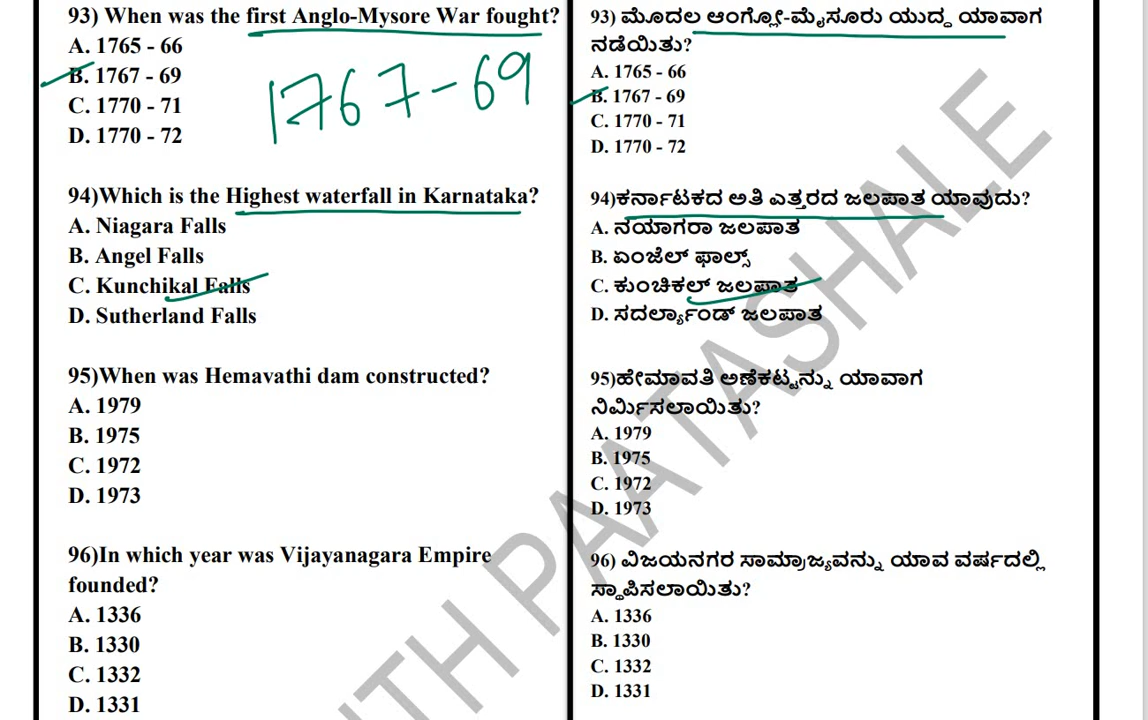 93) When was the first Anglo-Mysore War fought?
A. 1765 - 66
B. 1767 - 69
C. 1770 - 71
D. 1770 - 72
1767-69
94)Which is the Highest waterfall in Karnataka?
A. Niagara Falls
B. Angel Falls
C. Kunchikal Falls
D. Sutherland Falls
95)When was Hemavathi dam constructed?
A. 1979
B. 1975
C. 1972
D. 1973
96)In which year was Vijayanagara Empire
founded?
A. 1336
B. 1330
C. 1332
D. 1331
93) ಮೊದಲ ಆಂಗ್ಲೋ-ಮೈಸೂರು ಯುದ್ಧ ಯಾವಾಗ
ನಡೆಯಿತು?
A. 1765 - 66
B. 1767 - 69
C. 1770 - 71
D. 1770 - 72
94)ಕರ್ನಾಟಕದ ಅತಿ ಎತ್ತರದ ಜಲಪಾತ ಯಾವುದು?
A. ನಯಾಗರಾ ಜಲಪಾತ
B. ಏಂಜೆಲ್ ಫಾಲ್ಸ್
C. ಕುಂಚಿಕಲ್ ಜಲಪಾತ
D. ಸದರ್ಲ್ಯಾಂಡ್ ಜಲಪಾತ
95)ಹೇಮಾವತಿ ಅಣೆಕಟ್ಟನ್ನು ಯಾವಾಗ
ನಿರ್ಮಿಸಲಾಯಿತು?
A. 1979
B. 1975
C. 1972
D. 1973
96) ವಿಜಯನಗರ ಸಾಮ್ರಾಜ್ಯವನ್ನು ಯಾವ ವರ್ಷದಲ್ಲಿ
ಸ್ಥಾಪಿಸಲಾಯಿತು?
A. 1336
B. 1330
C. 1332
D. 1331
PAATASHALE